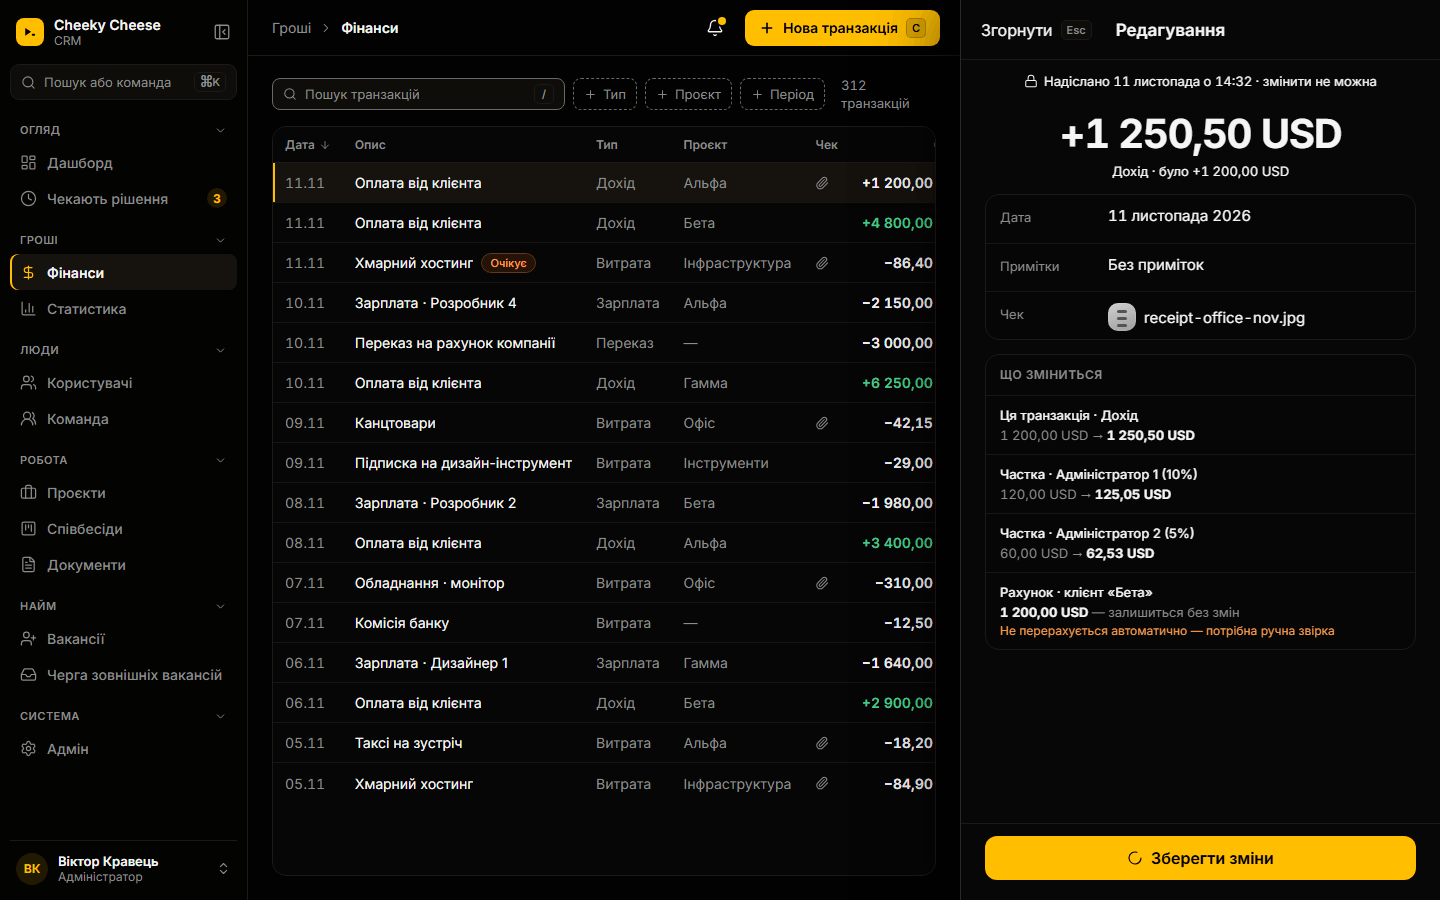 Cheeky Cheese
CRM
Пошук або команда ⌘K
ОГЛЯД
Дашборд
Чекають рішення 3
ГРОШІ
Фінанси
Статистика
ЛЮДИ
Користувачі
Команда
РОБОТА
Проєкти
Співбесіди
Документи
НАЙМ
Вакансії
Черга зовнішніх вакансій
СИСТЕМА
Адмін
ВК
Віктор Кравець
Адміністратор
Гроші > Фінанси
+ Нова транзакція C
Пошук транзакцій /
+ Тип
+ Проєкт
+ Період
312
транзакцій
Дата ↓ Опис Тип Проєкт Чек
11.11 Оплата від клієнта Дохід Альфа +1 200,00
11.11 Оплата від клієнта Дохід Бета +4 800,00
11.11 Хмарний хостинг Очікує Витрата Інфраструктура −86,40
10.11 Зарплата · Розробник 4 Зарплата Альфа −2 150,00
10.11 Переказ на рахунок компанії Переказ — −3 000,00
10.11 Оплата від клієнта Дохід Гамма +6 250,00
09.11 Канцтовари Витрата Офіс −42,15
09.11 Підписка на дизайн-інструмент Витрата Інструменти −29,00
08.11 Зарплата · Розробник 2 Зарплата Бета −1 980,00
08.11 Оплата від клієнта Дохід Альфа +3 400,00
07.11 Обладнання · монітор Витрата Офіс −310,00
07.11 Комісія банку Витрата — −12,50
06.11 Зарплата · Дизайнер 1 Зарплата Гамма −1 640,00
06.11 Оплата від клієнта Дохід Бета +2 900,00
05.11 Таксі на зустріч Витрата Альфа −18,20
05.11 Хмарний хостинг Витрата Інфраструктура −84,90
Згорнути Esc Редагування
Надіслано 11 листопада о 14:32 · змінити не можна
+1 250,50 USD
Дохід · було +1 200,00 USD
Дата 11 листопада 2026
Примітки Без приміток
Чек receipt-office-nov.jpg
ЩО ЗМІНИТЬСЯ
Ця транзакція · Дохід
1 200,00 USD → 1 250,50 USD
Частка · Адміністратор 1 (10%)
120,00 USD → 125,05 USD
Частка · Адміністратор 2 (5%)
60,00 USD → 62,53 USD
Рахунок · клієнт «Бета»
1 200,00 USD — залишиться без змін
Не перерахується автоматично — потрібна ручна звірка
Зберегти зміни